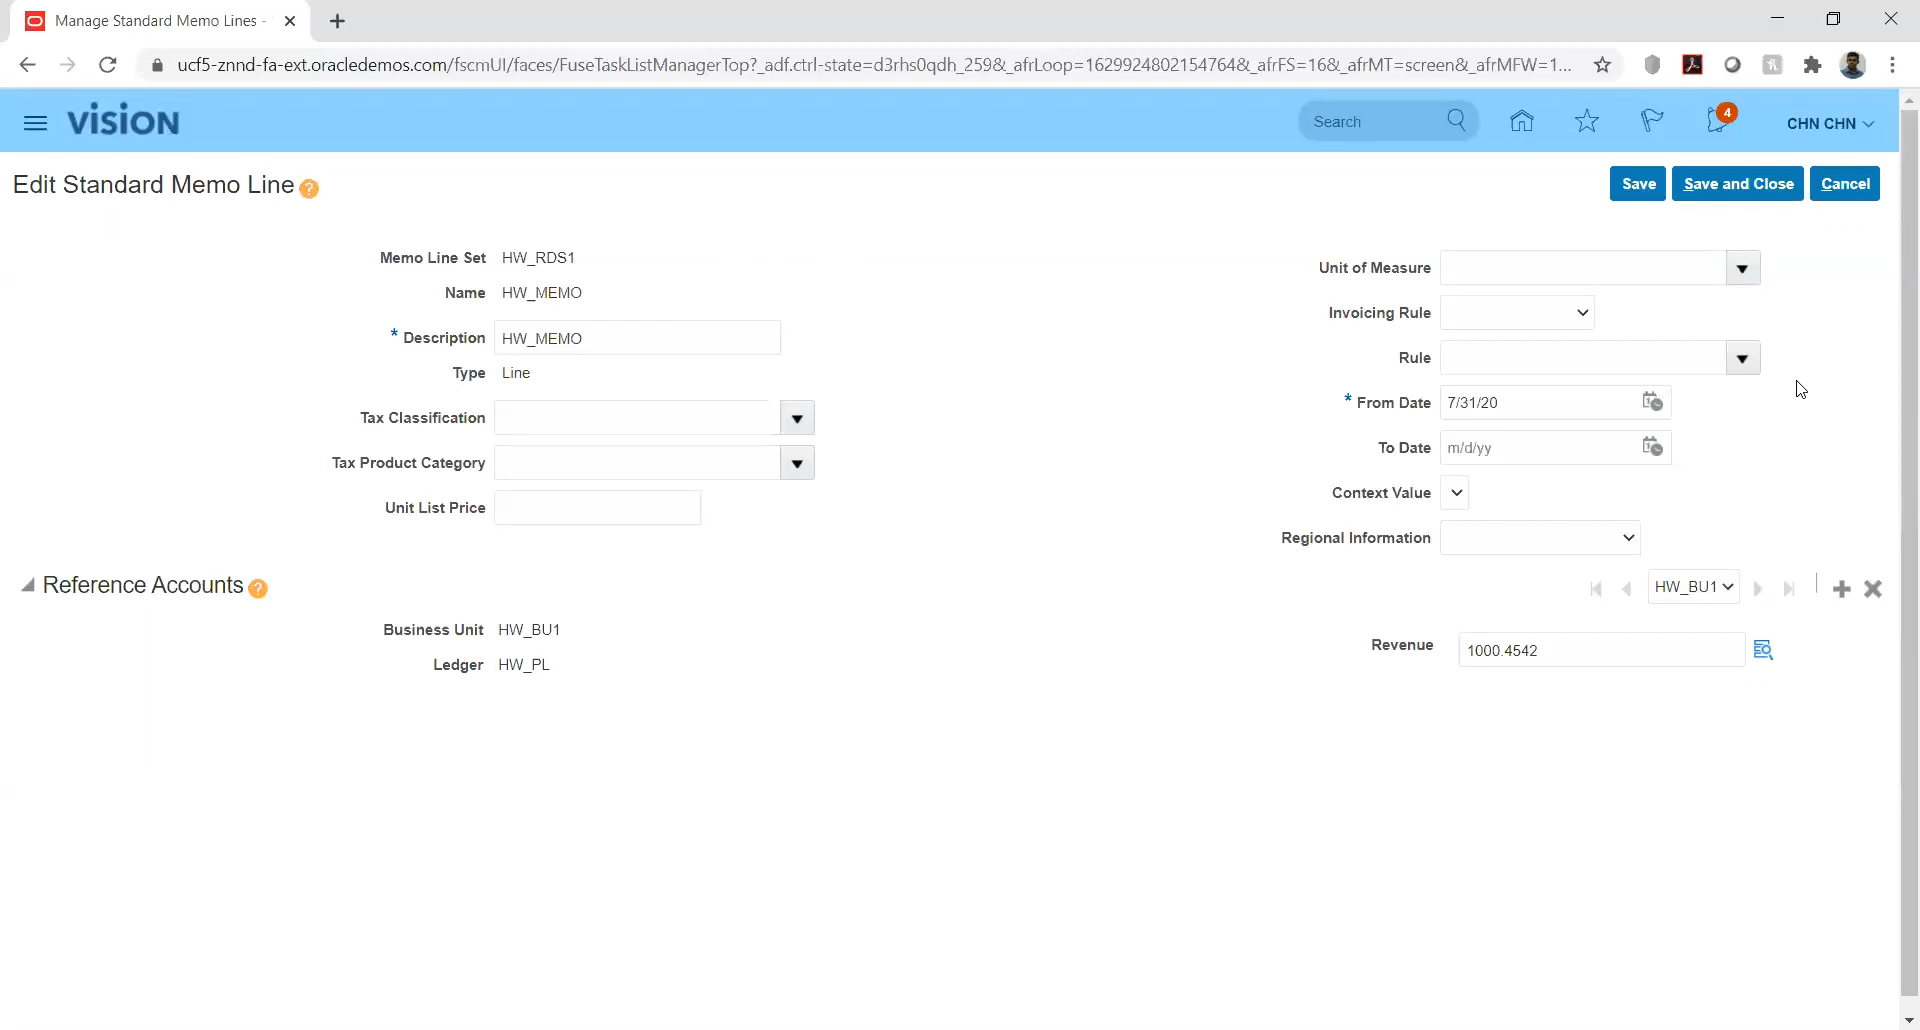 Manage Standard Memo Lines -
ucf5-znnd-fa-ext.oracledemos.com/fscmUI/faces/FuseTaskListManagerTop?_adf.ctrl-state=d3rhs0qdh_259&_afrLoop=1629924802154764&_afrFS=16&_afrMT=screen&_afrMFW=1...
VISION
Search
4
CHN CHN
Edit Standard Memo Line ?
Save
Save and Close
Cancel
Memo Line Set HW_RDS1
Name HW_MEMO
* Description HW_MEMO
Type Line
Tax Classification
Tax Product Category
Unit List Price
Unit of Measure
Invoicing Rule
Rule
* From Date 7/31/20
To Date m/d/yy
Context Value
Regional Information
Reference Accounts ?
HW_BU1
Business Unit HW_BU1
Ledger HW_PL
Revenue 1000.4542